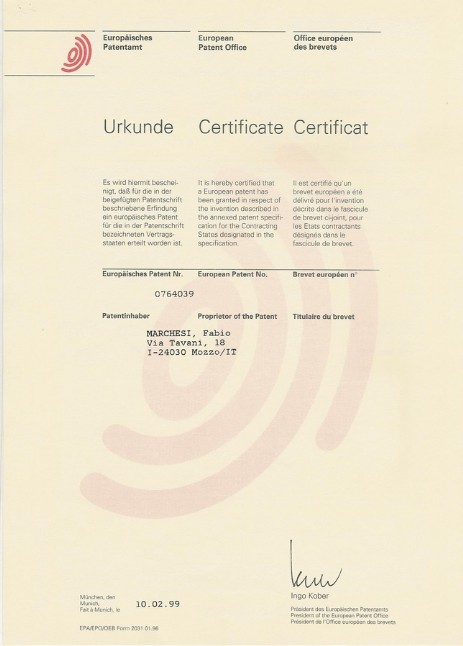 Europäisches
Patentamt
European
Patent Office
Office européen
des brevets
Urkunde
Certificate
Certificat
Es wird hiermit beschei-
nigt, daß für die in der
beigefügten Patentschrift
beschriebene Erfindung
ein europäisches Patent
für die in der Patentschrift
bezeichneten Vertrags-
staaten erteilt worden ist.
It is hereby certified that
a European patent has
been granted in respect of
the invention described in
the annexed patent specifi-
cation for the Contracting
States designated in the
specification.
Il est certifié qu'un
brevet européen a été
délivré pour l'invention
décrite dans le fascicule
de brevet ci-joint, pour
les Etats contractants
désignés dans le
fascicule de brevet.
Europäisches Patent Nr.
European Patent No.
Brevet européen n°
0764039
Patentinhaber
Proprietor of the Patent
Titulaire du brevet
MARCHESI, Fabio
Via Tavani, 18
I-24030 Mozzo/IT
Ingo Kober
München, den
Munich,
Fait à Munich, le
10.02.99
Präsident des Europäischen Patentamts
President of the European Patent Office
Président de l'Office européen des brevets
EPA/EPO/OEB Form 2031 01.96